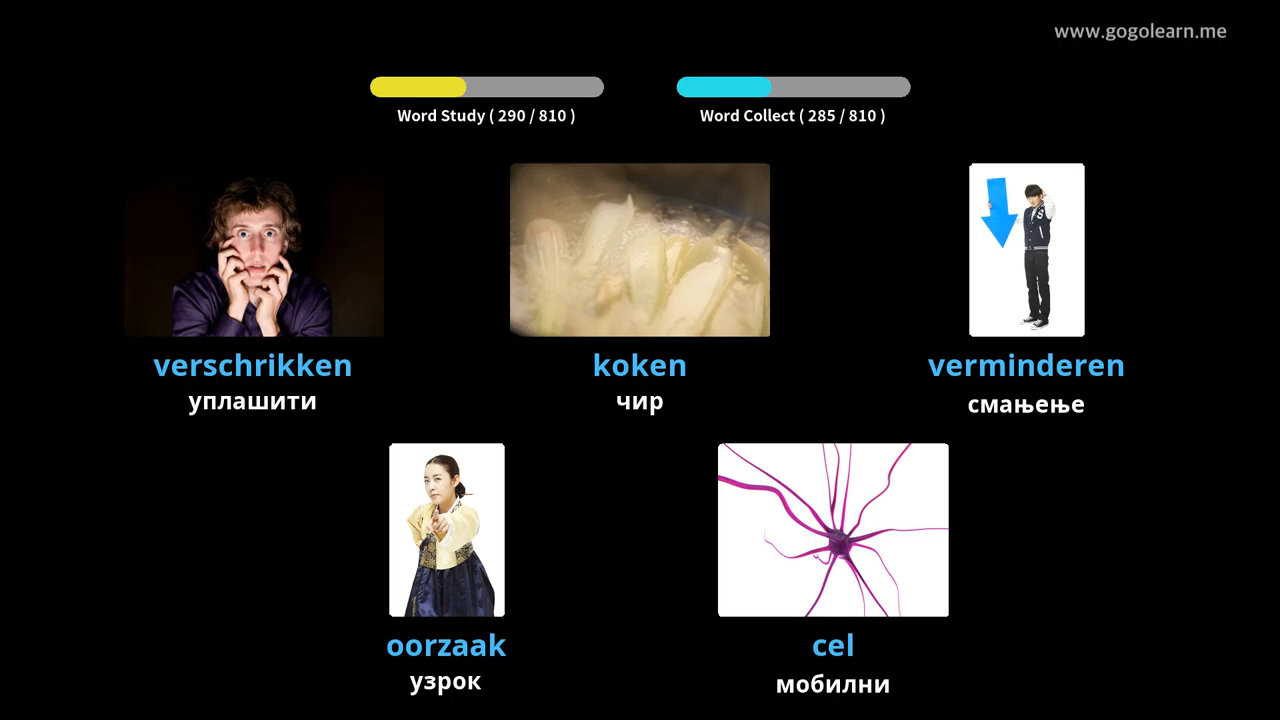 www.gogolearn.me
Word Study ( 290 / 810 )
Word Collect ( 285 / 810 )
verschrikken
уплашити
koken
чир
verminderen
смањење
oorzaak
узрок
cel
мобилни